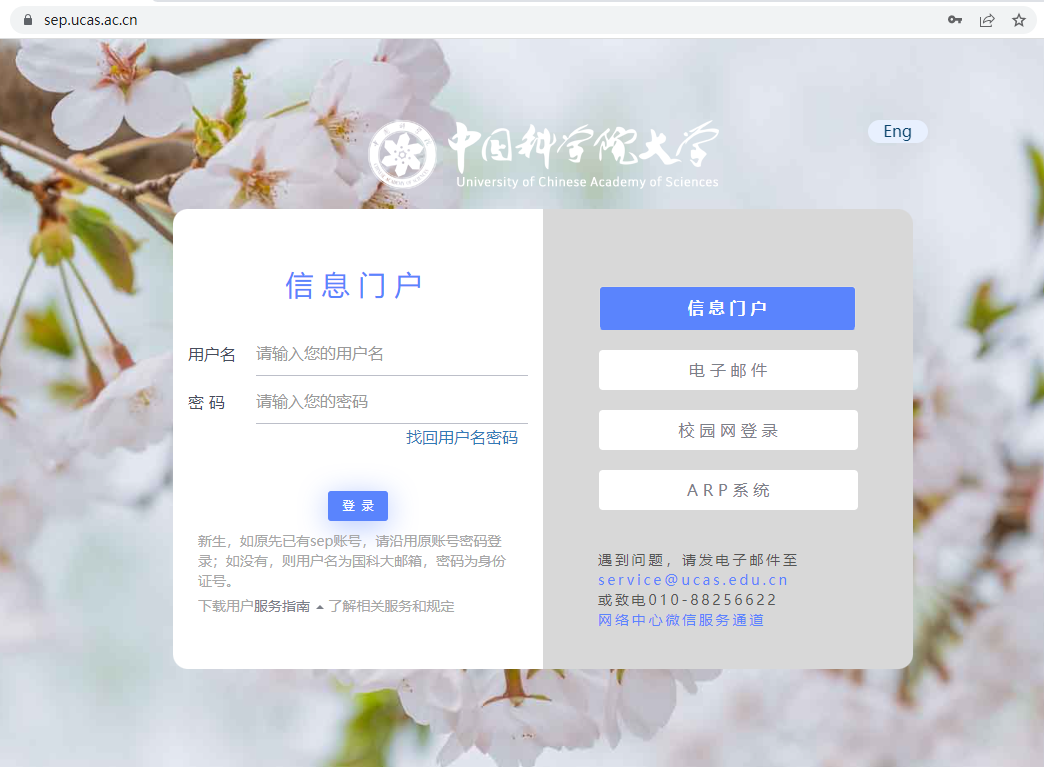 sep.ucas.ac.cn
中国科学院大学
University of Chinese Academy of Sciences
Eng
信息门户
用户名 请输入您的用户名
密 码 请输入您的密码
找回用户名密码
登 录
新生，如原先已有sep账号，请沿用原账号密码登
录；如没有，则用户名为国科大邮箱，密码为身份
证号。
下载用户服务指南 了解相关服务和规定
信息门户
电子邮件
校园网登录
ARP系统
遇到问题，请发电子邮件至
service@ucas.edu.cn
或致电010-88256622
网络中心微信服务通道